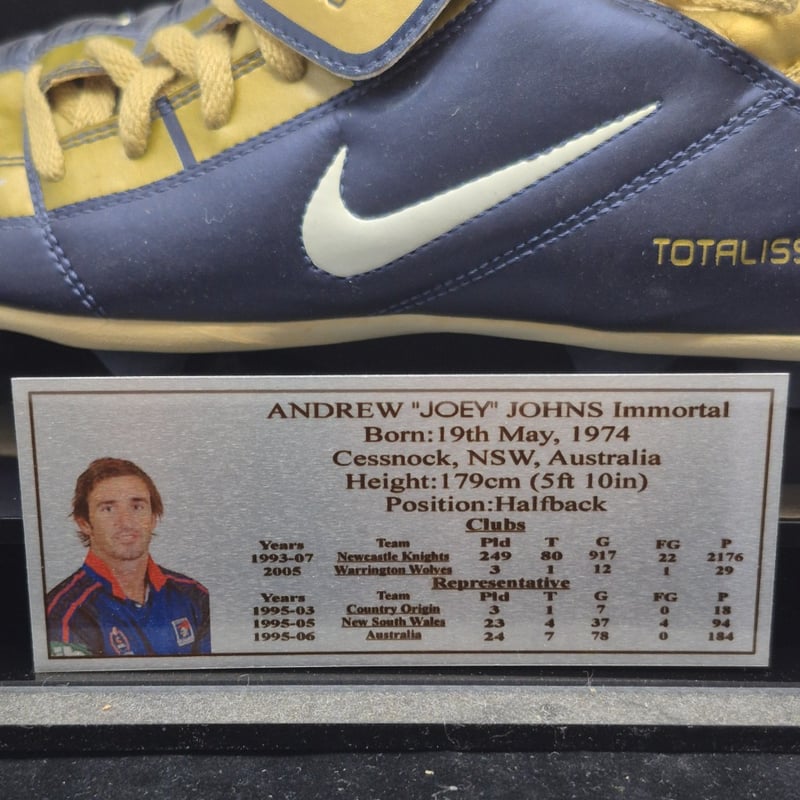 TOTALISS
ANDREW "JOEY" JOHNS Immortal
Born:19th May, 1974
Cessnock, NSW, Australia
Height:179cm (5ft 10in)
Position:Halfback
Clubs
Years Team Pld T G FG P
1993-07 Newcastle Knights 249 80 917 22 2176
2005 Warrington Wolves 3 1 12 1 29
Representative
Years Team Pld T G FG P
1995-03 Country Origin 3 1 7 0 18
1995-05 New South Wales 23 4 37 4 94
1995-06 Australia 24 7 78 0 184